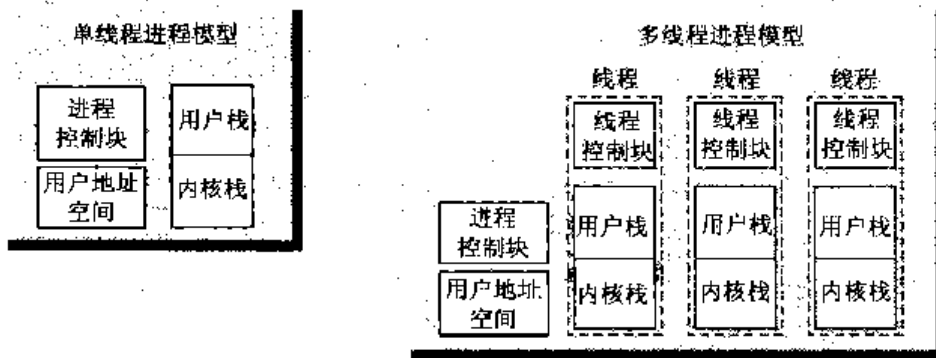 单线程进程模型
进程
控制块
用户地址
空间
用户栈
内核栈
多线程进程模型
线程
线程
控制块
用户栈
内核栈
线程
线程
控制块
用户栈
内核栈
线程
线程
控制块
用户栈
内核栈
进程
控制块
用户地址
空间